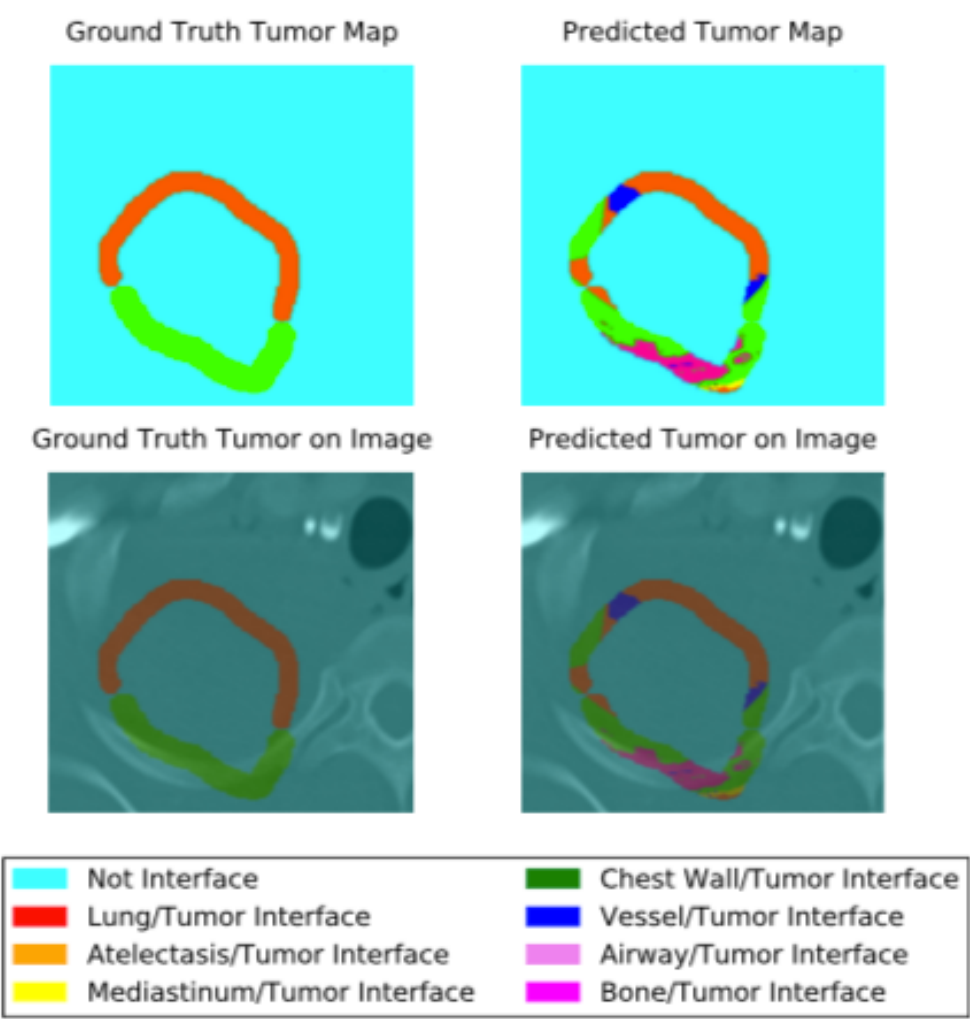 Ground Truth Tumor Map
Predicted Tumor Map
Ground Truth Tumor on Image
Predicted Tumor on Image
Not Interface
Lung/Tumor Interface
Atelectasis/Tumor Interface
Mediastinum/Tumor Interface
Chest Wall/Tumor Interface
Vessel/Tumor Interface
Airway/Tumor Interface
Bone/Tumor Interface